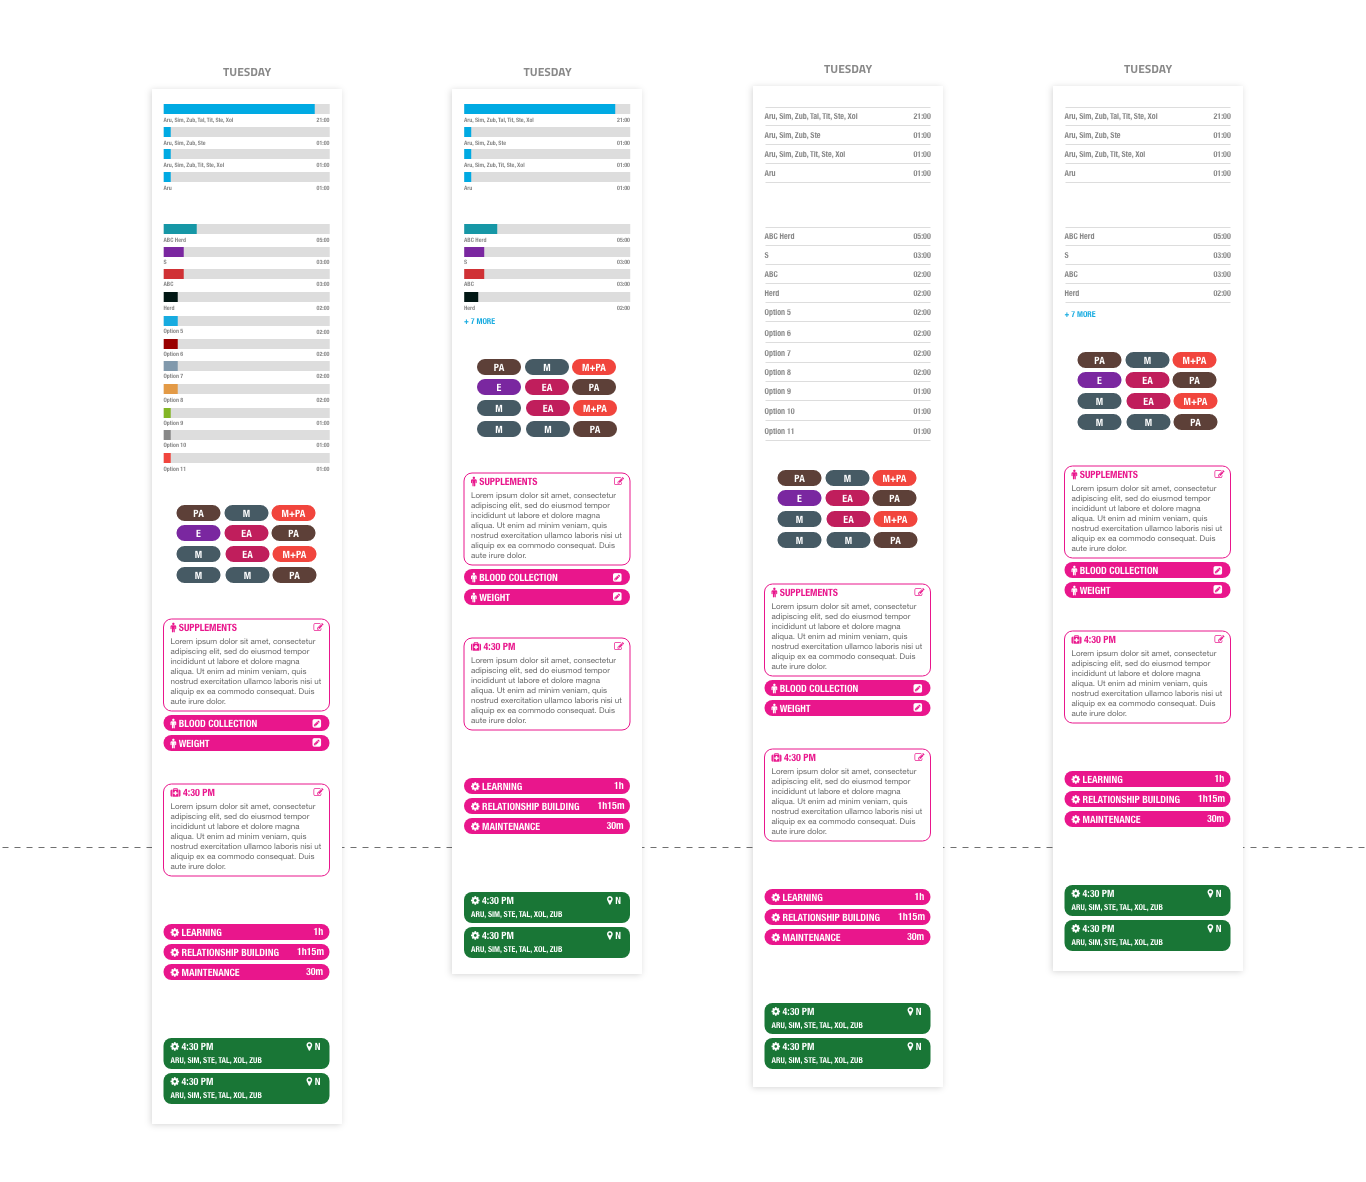 TUESDAY
Aru, Sim, Zub, Tal, Tit, Ste, Xol 21:00
Aru, Sim, Zub, Ste 01:00
Aru, Sim, Zub, Tit, Ste, Xol 01:00
Aru 01:00
ABC Herd 05:00
S 03:00
ABC 03:00
Herd 02:00
Option 5 02:00
Option 6 02:00
Option 7 02:00
Option 8 02:00
Option 9 01:00
Option 10 01:00
Option 11 01:00
PA M M+PA
E EA PA
M EA M+PA
M M PA
SUPPLEMENTS
Lorem ipsum dolor sit amet, consectetur
adipiscing elit, sed do eiusmod tempor
incididunt ut labore et dolore magna
aliqua. Ut enim ad minim veniam, quis
nostrud exercitation ullamco laboris nisi ut
aliquip ex ea commodo consequat. Duis
aute irure dolor.
BLOOD COLLECTION
WEIGHT
4:30 PM
Lorem ipsum dolor sit amet, consectetur
adipiscing elit, sed do eiusmod tempor
incididunt ut labore et dolore magna
aliqua. Ut enim ad minim veniam, quis
nostrud exercitation ullamco laboris nisi ut
aliquip ex ea commodo consequat. Duis
aute irure dolor.
LEARNING 1h
RELATIONSHIP BUILDING 1h15m
MAINTENANCE 30m
4:30 PM N
ARU, SIM, STE, TAL, XOL, ZUB
4:30 PM N
ARU, SIM, STE, TAL, XOL, ZUB
TUESDAY
Aru, Sim, Zub, Tal, Tit, Ste, Xol 21:00
Aru, Sim, Zub, Ste 01:00
Aru, Sim, Zub, Tit, Ste, Xol 01:00
Aru 01:00
ABC Herd 05:00
S 03:00
ABC 03:00
Herd 02:00
+ 7 MORE
PA M M+PA
E EA PA
M EA M+PA
M M PA
SUPPLEMENTS
Lorem ipsum dolor sit amet, consectetur
adipiscing elit, sed do eiusmod tempor
incididunt ut labore et dolore magna
aliqua. Ut enim ad minim veniam, quis
nostrud exercitation ullamco laboris nisi ut
aliquip ex ea commodo consequat. Duis
aute irure dolor.
BLOOD COLLECTION
WEIGHT
4:30 PM
Lorem ipsum dolor sit amet, consectetur
adipiscing elit, sed do eiusmod tempor
incididunt ut labore et dolore magna
aliqua. Ut enim ad minim veniam, quis
nostrud exercitation ullamco laboris nisi ut
aliquip ex ea commodo consequat. Duis
aute irure dolor.
LEARNING 1h
RELATIONSHIP BUILDING 1h15m
MAINTENANCE 30m
4:30 PM N
ARU, SIM, STE, TAL, XOL, ZUB
4:30 PM N
ARU, SIM, STE, TAL, XOL, ZUB
TUESDAY
Aru, Sim, Zub, Tal, Tit, Ste, Xol 21:00
Aru, Sim, Zub, Ste 01:00
Aru, Sim, Zub, Tit, Ste, Xol 01:00
Aru 01:00
ABC Herd 05:00
S 03:00
ABC 02:00
Herd 02:00
Option 5 02:00
Option 6 02:00
Option 7 02:00
Option 8 02:00
Option 9 01:00
Option 10 01:00
Option 11 01:00
PA M M+PA
E EA PA
M EA M+PA
M M PA
SUPPLEMENTS
Lorem ipsum dolor sit amet, consectetur
adipiscing elit, sed do eiusmod tempor
incididunt ut labore et dolore magna
aliqua. Ut enim ad minim veniam, quis
nostrud exercitation ullamco laboris nisi ut
aliquip ex ea commodo consequat. Duis
aute irure dolor.
BLOOD COLLECTION
WEIGHT
4:30 PM
Lorem ipsum dolor sit amet, consectetur
adipiscing elit, sed do eiusmod tempor
incididunt ut labore et dolore magna
aliqua. Ut enim ad minim veniam, quis
nostrud exercitation ullamco laboris nisi ut
aliquip ex ea commodo consequat. Duis
aute irure dolor.
LEARNING 1h
RELATIONSHIP BUILDING 1h15m
MAINTENANCE 30m
4:30 PM N
ARU, SIM, STE, TAL, XOL, ZUB
4:30 PM N
ARU, SIM, STE, TAL, XOL, ZUB
TUESDAY
Aru, Sim, Zub, Tal, Tit, Ste, Xol 21:00
Aru, Sim, Zub, Ste 01:00
Aru, Sim, Zub, Tit, Ste, Xol 01:00
Aru 01:00
ABC Herd 05:00
S 03:00
ABC 03:00
Herd 02:00
+ 7 MORE
PA M M+PA
E EA PA
M EA M+PA
M M PA
SUPPLEMENTS
Lorem ipsum dolor sit amet, consectetur
adipiscing elit, sed do eiusmod tempor
incididunt ut labore et dolore magna
aliqua. Ut enim ad minim veniam, quis
nostrud exercitation ullamco laboris nisi ut
aliquip ex ea commodo consequat. Duis
aute irure dolor.
BLOOD COLLECTION
WEIGHT
4:30 PM
Lorem ipsum dolor sit amet, consectetur
adipiscing elit, sed do eiusmod tempor
incididunt ut labore et dolore magna
aliqua. Ut enim ad minim veniam, quis
nostrud exercitation ullamco laboris nisi ut
aliquip ex ea commodo consequat. Duis
aute irure dolor.
LEARNING 1h
RELATIONSHIP BUILDING 1h15m
MAINTENANCE 30m
4:30 PM N
ARU, SIM, STE, TAL, XOL, ZUB
4:30 PM N
ARU, SIM, STE, TAL, XOL, ZUB